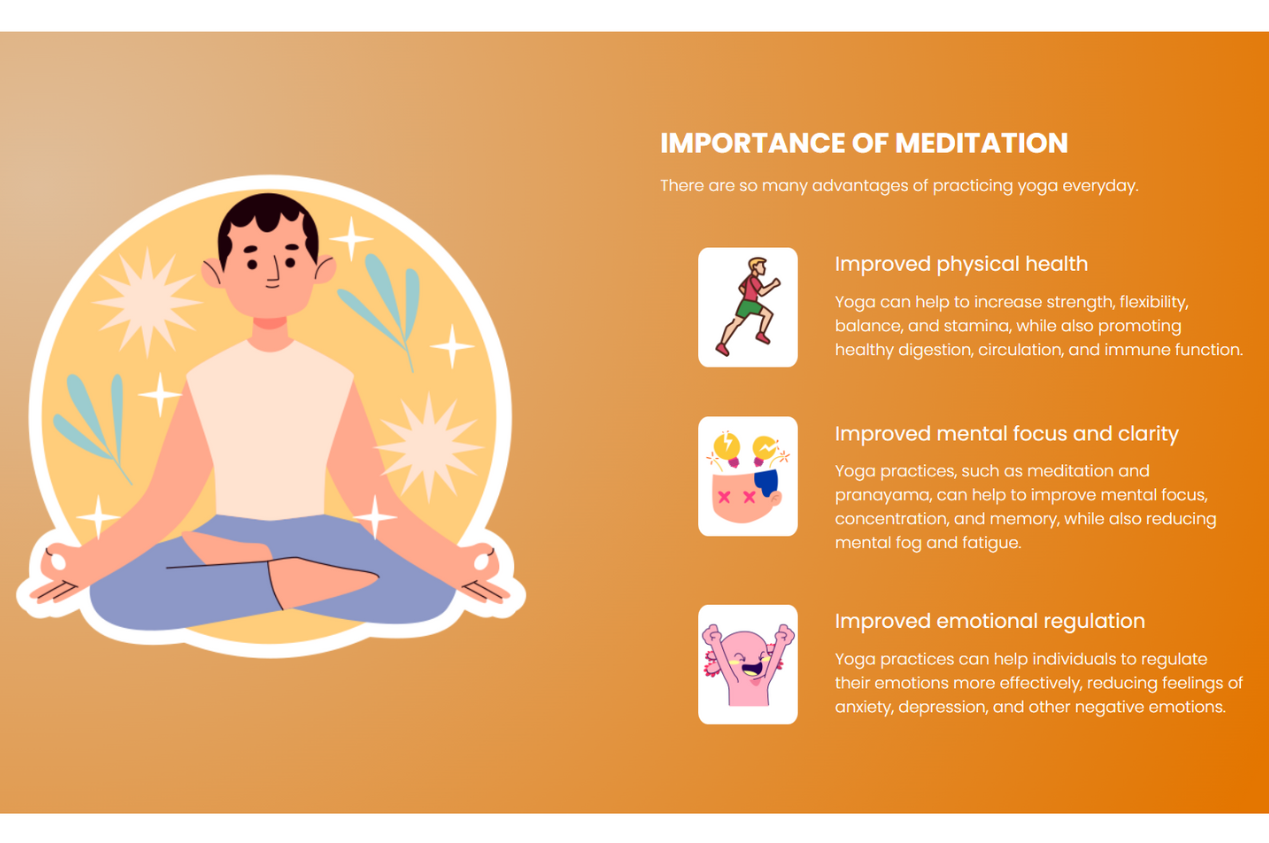 IMPORTANCE OF MEDITATION
There are so many advantages of practicing yoga everyday.
Improved physical health
Yoga can help to increase strength, flexibility,
balance, and stamina, while also promoting
healthy digestion, circulation, and immune function.
Improved mental focus and clarity
Yoga practices, such as meditation and
pranayama, can help to improve mental focus,
concentration, and memory, while also reducing
mental fog and fatigue.
Improved emotional regulation
Yoga practices can help individuals to regulate
their emotions more effectively, reducing feelings of
anxiety, depression, and other negative emotions.